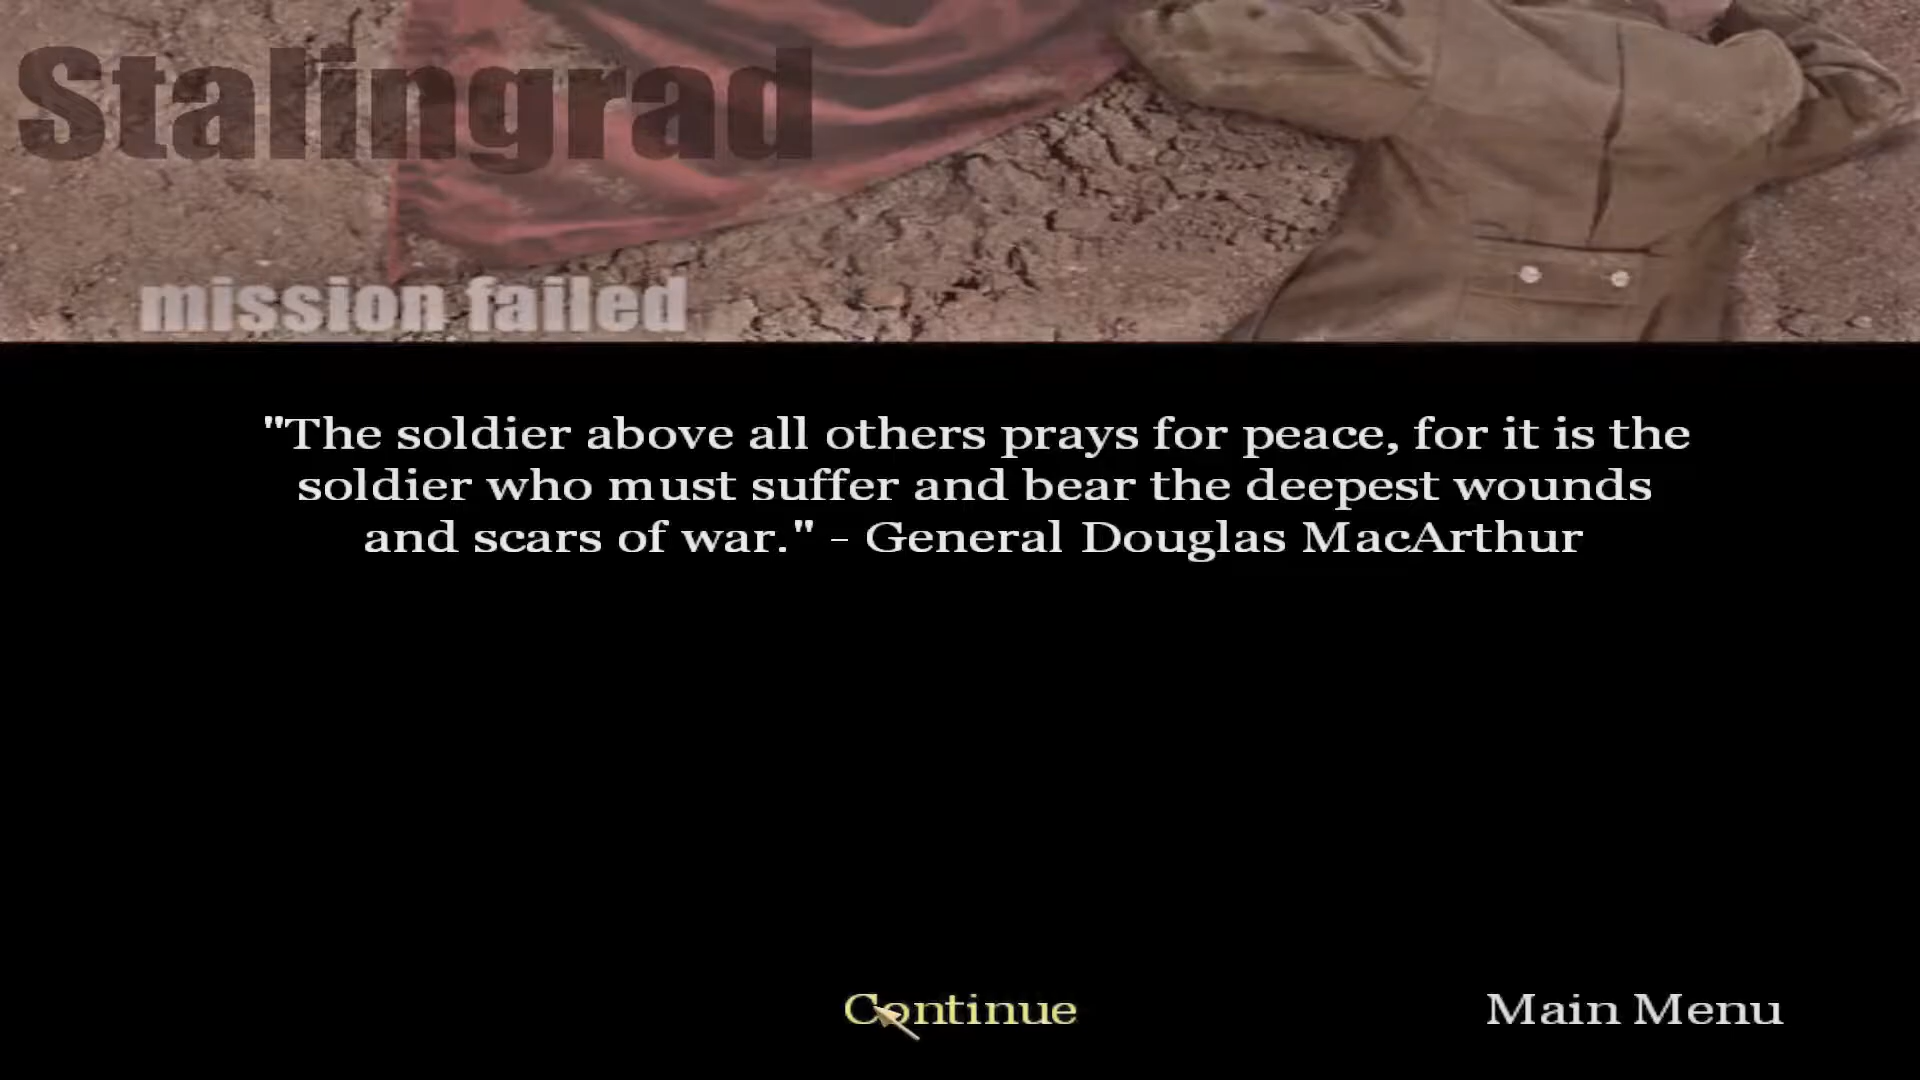 Stalingrad
mission failed
"The soldier above all others prays for peace, for it is the
soldier who must suffer and bear the deepest wounds
and scars of war." - General Douglas MacArthur
Continue
Main Menu